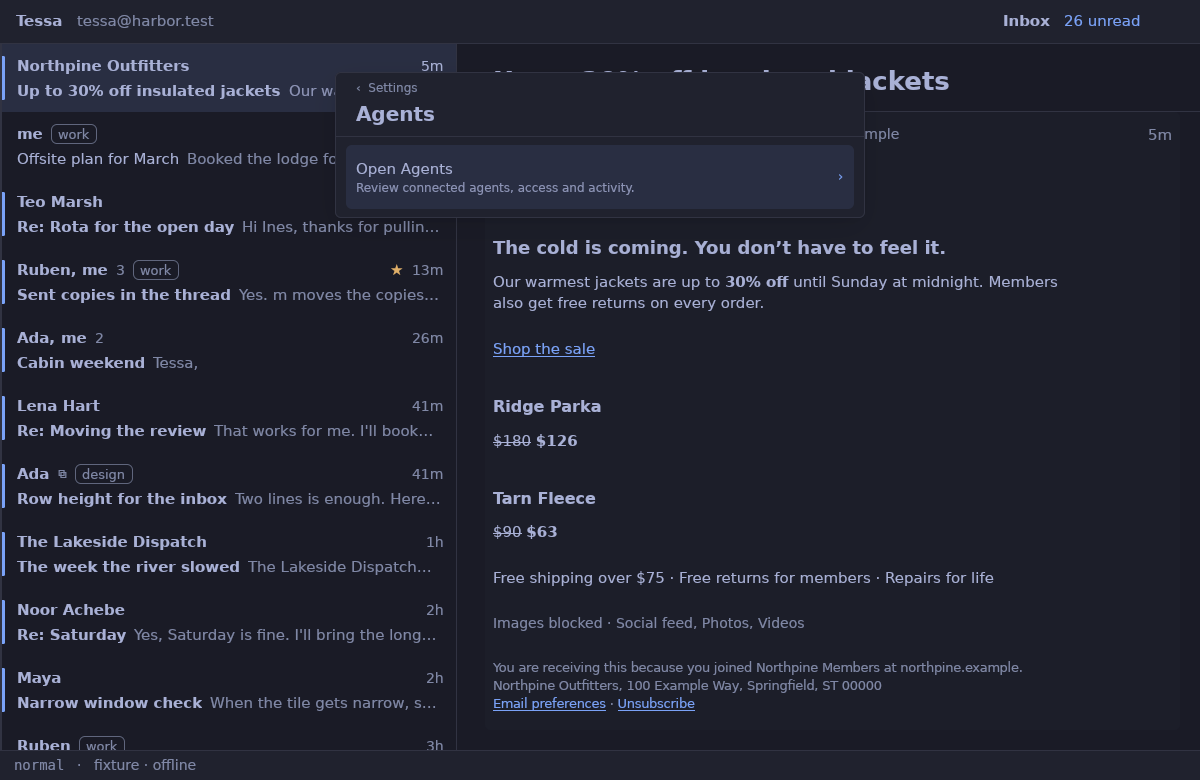 Tessa tessa@harbor.test
Inbox 26 unread
Northpine Outfitters 5m
Up to 30% off insulated jackets Our
me work
Offsite plan for March Booked the lodge
Teo Marsh
Re: Rota for the open day Hi Ines, thanks for pullin…
Ruben, me 3 work ★ 13m
Sent copies in the thread Yes. m moves the copies…
Ada, me 2 26m
Cabin weekend Tessa,
Lena Hart 41m
Re: Moving the review That works for me. I'll book…
Ada design 41m
Row height for the inbox Two lines is enough. Here…
The Lakeside Dispatch 1h
The week the river slowed The Lakeside Dispatch…
Noor Achebe 2h
Re: Saturday Yes, Saturday is fine. I'll bring the long…
Maya 2h
Narrow window check When the tile gets narrow, s…
Ruben work 3h
‹ Settings
Agents
Open Agents ›
Review connected agents, access and activity.
5m
The cold is coming. You don’t have to feel it.
Our warmest jackets are up to 30% off until Sunday at midnight. Members
also get free returns on every order.
Shop the sale
Ridge Parka
$180 $126
Tarn Fleece
$90 $63
Free shipping over $75 · Free returns for members · Repairs for life
Images blocked · Social feed, Photos, Videos
You are receiving this because you joined Northpine Members at northpine.example.
Northpine Outfitters, 100 Example Way, Springfield, ST 00000
Email preferences · Unsubscribe
normal · fixture · offline